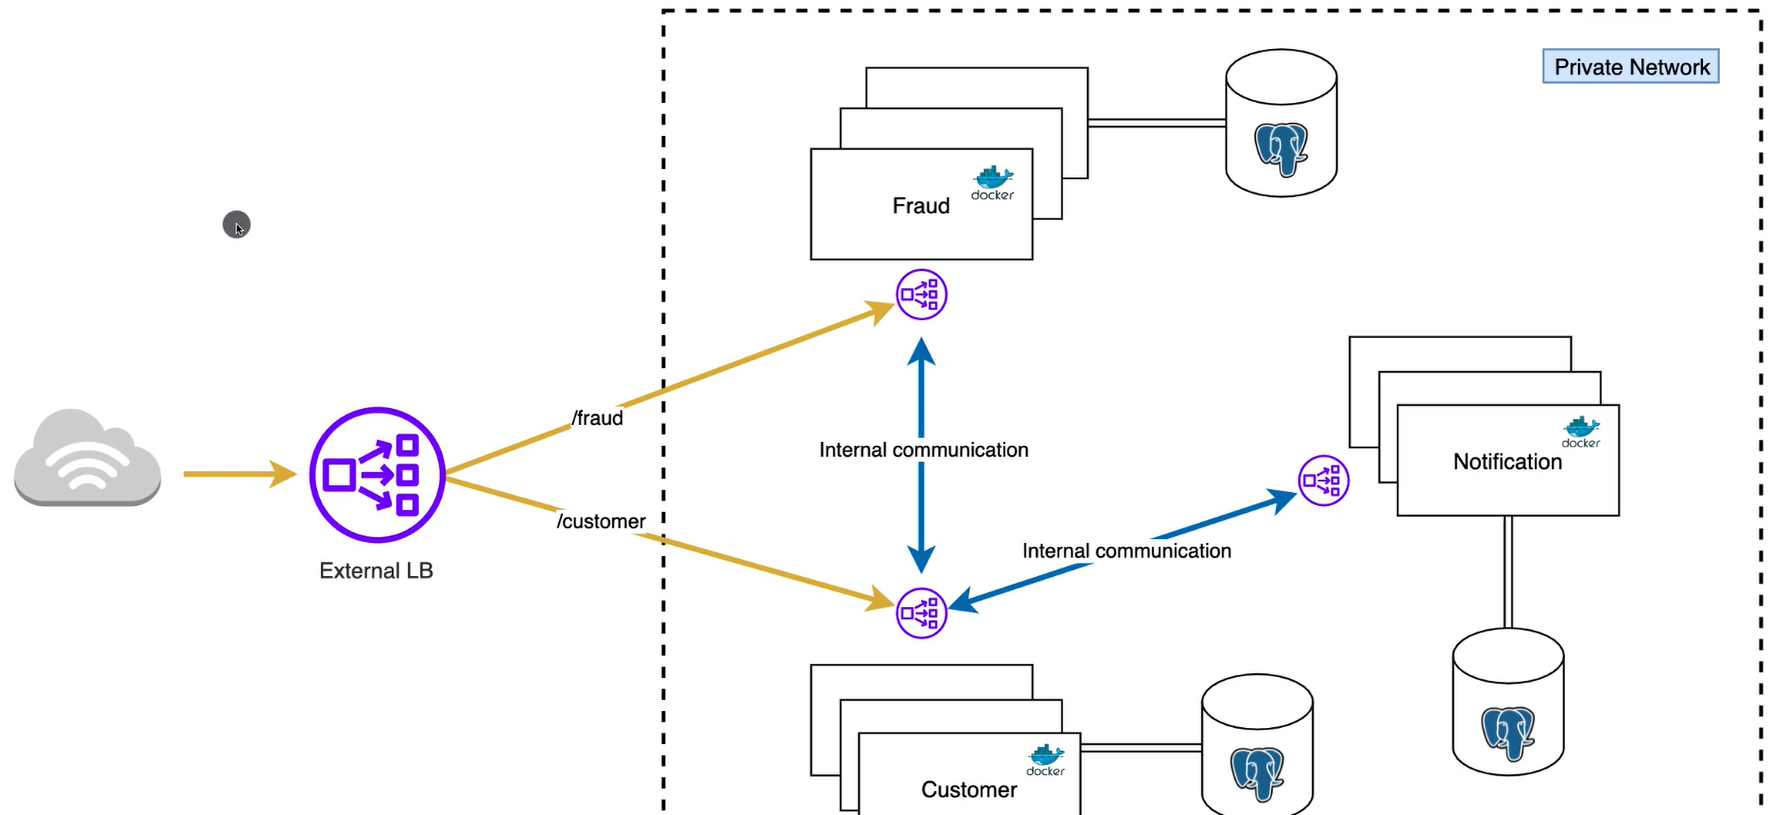 Private Network
docker
Fraud
/fraud
Internal communication
docker
Notification
/customer
Internal communication
External LB
docker
Customer